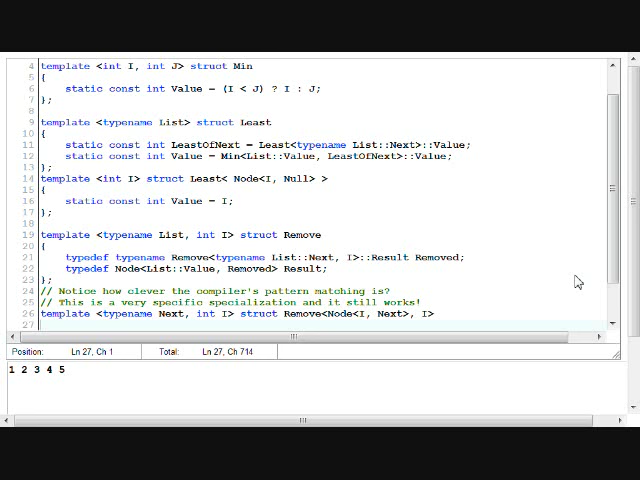 4 template <int I, int J> struct Min
5 {
6 static const int Value = (I < J) ? I : J;
7 };
8
9 template <typename List> struct Least
10 {
11 static const int LeastOfNext = Least<typename List::Next>::Value;
12 static const int Value = Min<List::Value, LeastOfNext>::Value;
13 };
14 template <int I> struct Least< Node<I, Null> >
15 {
16 static const int Value = I;
17 };
18
19 template <typename List, int I> struct Remove
20 {
21 typedef typename Remove<typename List::Next, I>::Result Removed;
22 typedef Node<List::Value, Removed> Result;
23 };
24 // Notice how clever the compiler's pattern matching is?
25 // This is a very specific specialization and it still works!
26 template <typename Next, int I> struct Remove<Node<I, Next>, I>
27
Position: Ln 27, Ch 1 Total: Ln 27, Ch 714
1 2 3 4 5